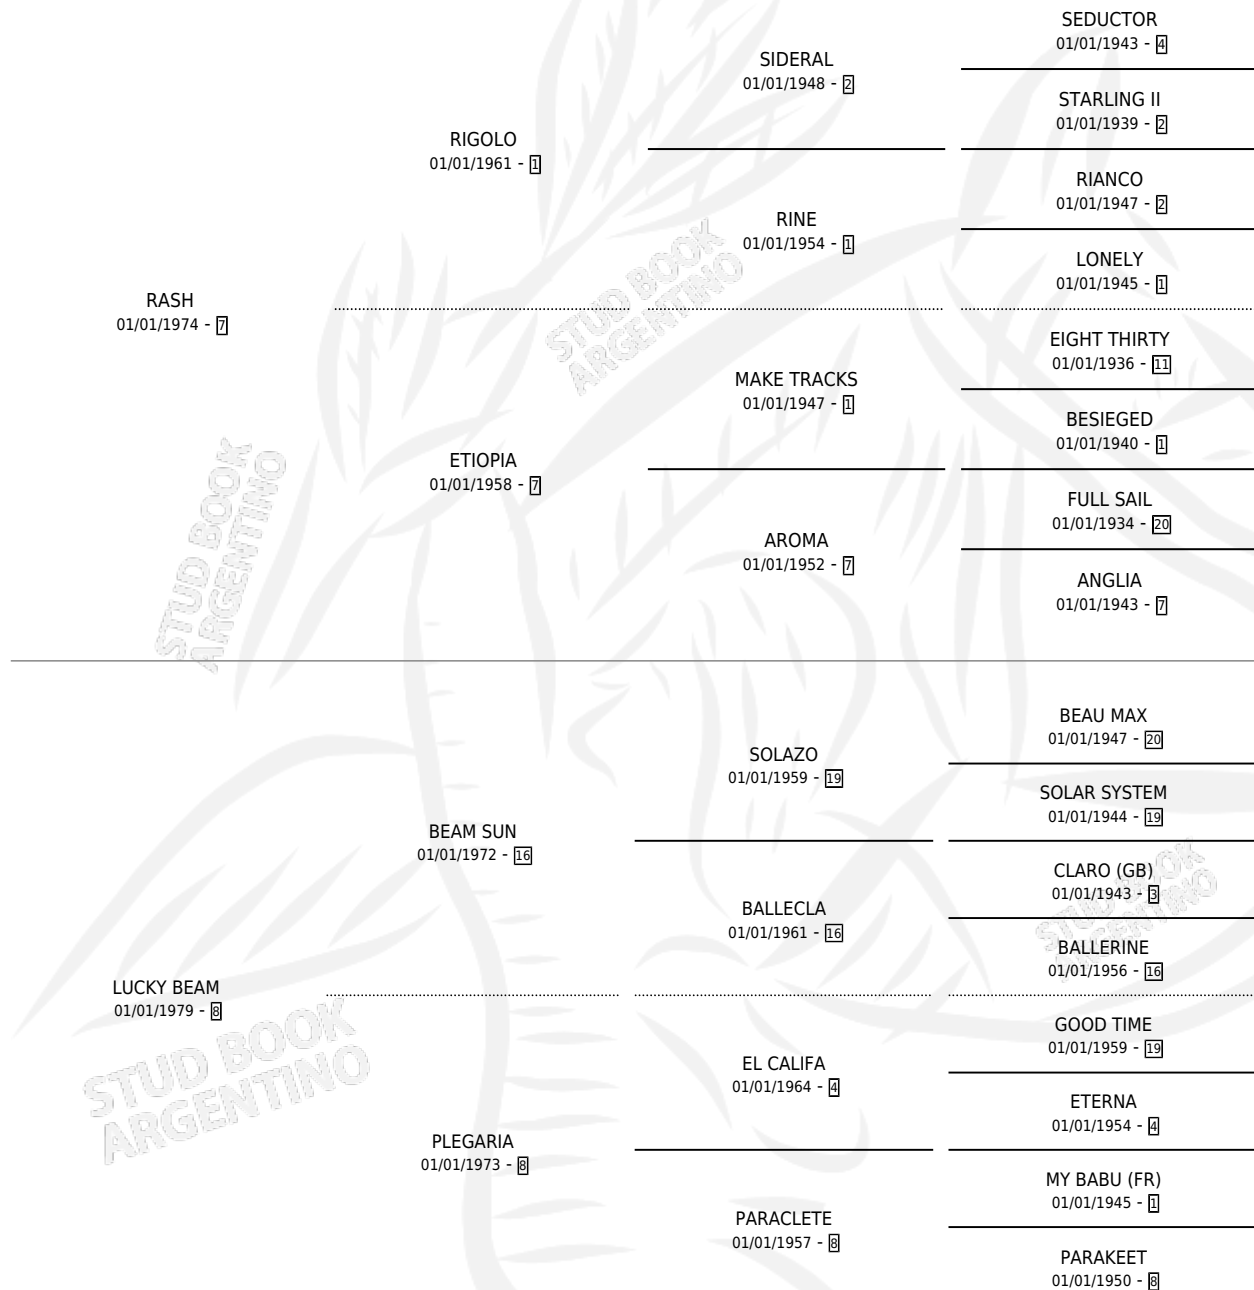 SEDUCTOR
01/01/1943 - 4
SIDERAL
01/01/1948 - 2
STARLING II
01/01/1939 - 2
RIGOLO
01/01/1961 - 1
RIANCO
01/01/1947 - 2
RINE
01/01/1954 - 1
LONELY
01/01/1945 - 1
RASH
01/01/1974 - 7
EIGHT THIRTY
01/01/1936 - 11
MAKE TRACKS
01/01/1947 - 1
BESIEGED
01/01/1940 - 1
ETIOPIA
01/01/1958 - 7
FULL SAIL
01/01/1934 - 20
AROMA
01/01/1952 - 7
ANGLIA
01/01/1943 - 7
STUD BOOK
ARGENTINO
STUD BOOK
ARGENTINO
BEAU MAX
01/01/1947 - 20
SOLAZO
01/01/1959 - 19
SOLAR SYSTEM
01/01/1944 - 19
BEAM SUN
01/01/1972 - 16
CLARO (GB)
01/01/1943 - 3
BALLECLA
01/01/1961 - 16
BALLERINE
01/01/1956 - 16
LUCKY BEAM
01/01/1979 - 8
GOOD TIME
01/01/1959 - 19
EL CALIFA
01/01/1964 - 4
ETERNA
01/01/1954 - 4
PLEGARIA
01/01/1973 - 8
MY BABU (FR)
01/01/1945 - 1
PARACLETE
01/01/1957 - 8
PARAKEET
01/01/1950 - 8
STUD BOOK
ARGENTINO
STUD BOOK
ARGENTINO